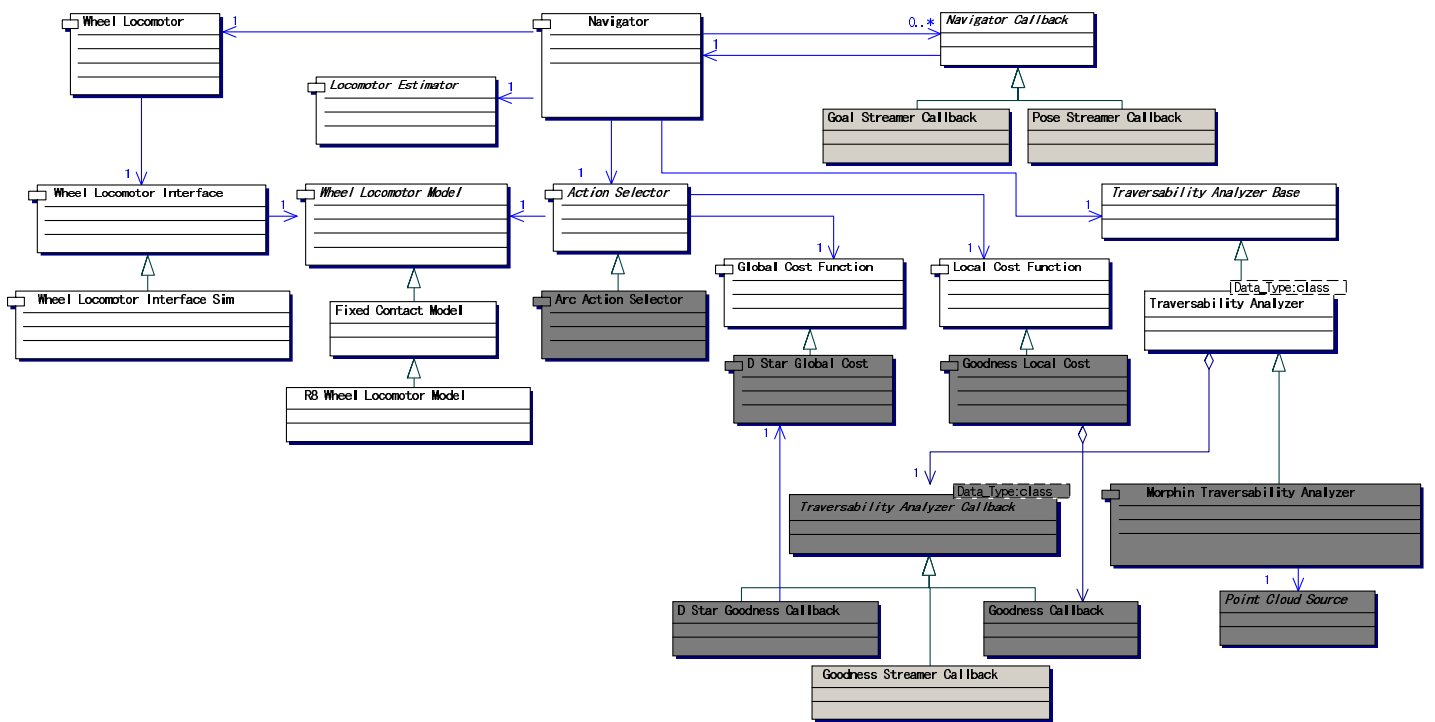 Wheel Locomotor
1
Navigator
0..*
Navigator Callback
1
Locomotor Estimator
1
Goal Streamer Callback
Pose Streamer Callback
1
1
1
Wheel Locomotor Interface
1
Wheel Locomotor Model
1
Action Selector
Traversability Analyzer Base
1
1
Global Cost Function
Local Cost Function
Data_Type:class
Wheel Locomotor Interface Sim
Arc Action Selector
Traversability Analyzer
Fixed Contact Model
D Star Global Cost
Goodness Local Cost
R8 Wheel Locomotor Model
1
1
Data_Type:class
Traversability Analyzer Callback
Morphin Traversability Analyzer
1
Point Cloud Source
D Star Goodness Callback
Goodness Callback
Goodness Streamer Callback